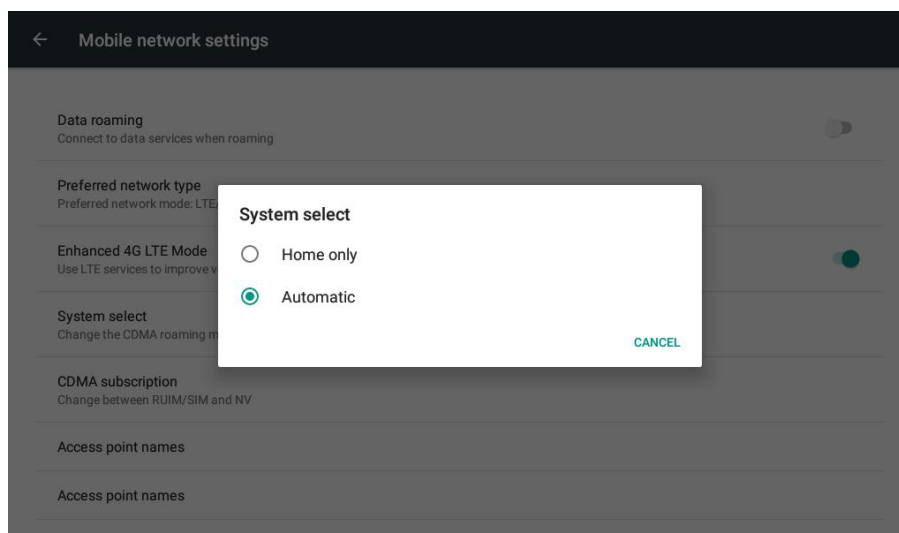 Mobile network settings
Data roaming
Connect to data services when roaming
Preferred network type
Preferred network mode: LTE/
Enhanced 4G LTE Mode
Use LTE services to improve v
System select
Change the CDMA roaming m
System select
Home only
Automatic
CANCEL
CDMA subscription
Change between RUIM/SIM and NV
Access point names
Access point names